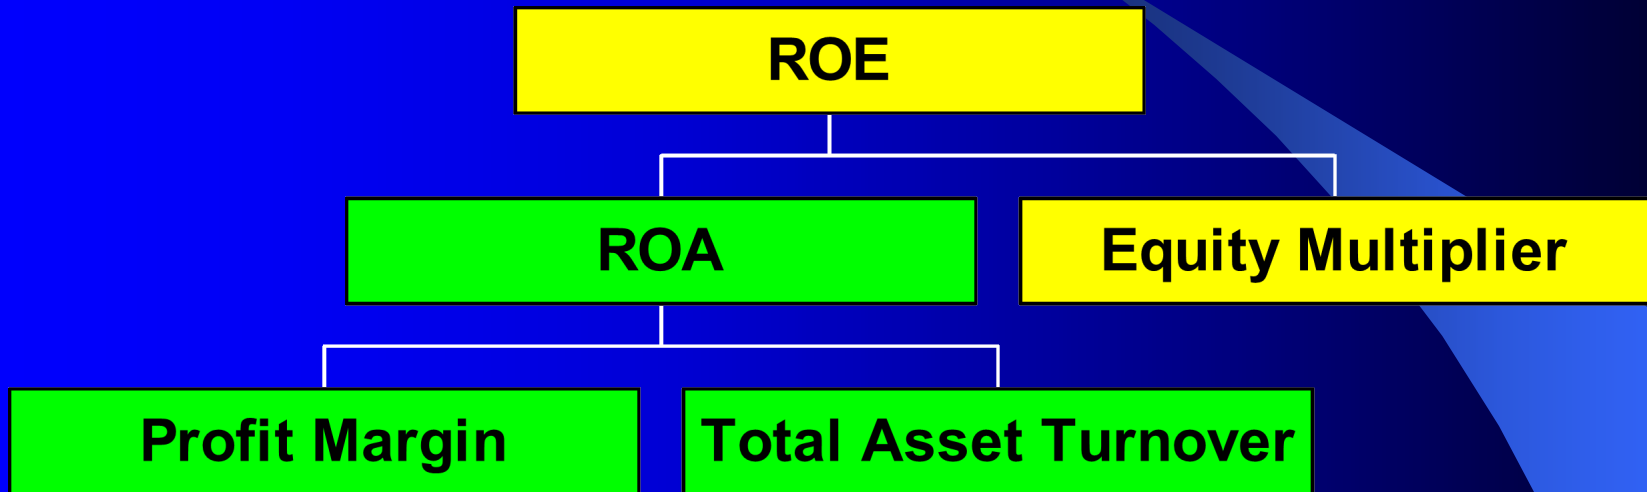 ROE
ROA
Equity Multiplier
Profit Margin
Total Asset Turnover